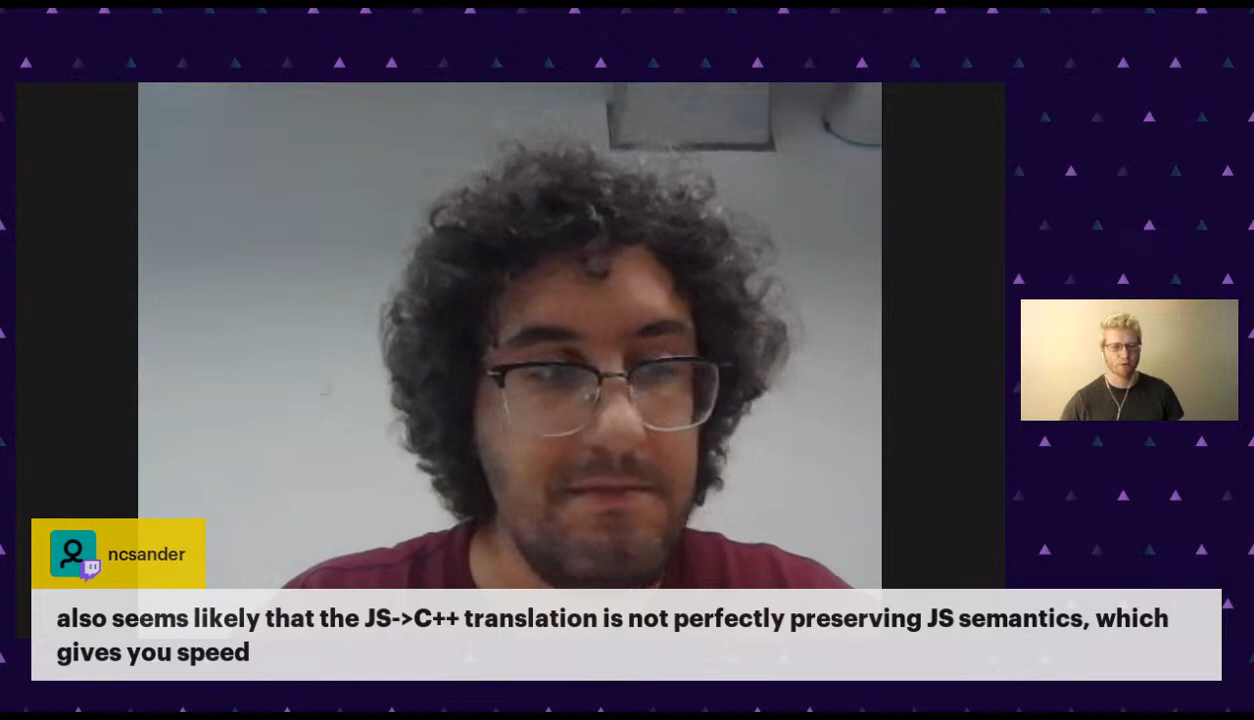 ncsander
also seems likely that the JS->C++ translation is not perfectly preserving JS semantics, which
gives you speed